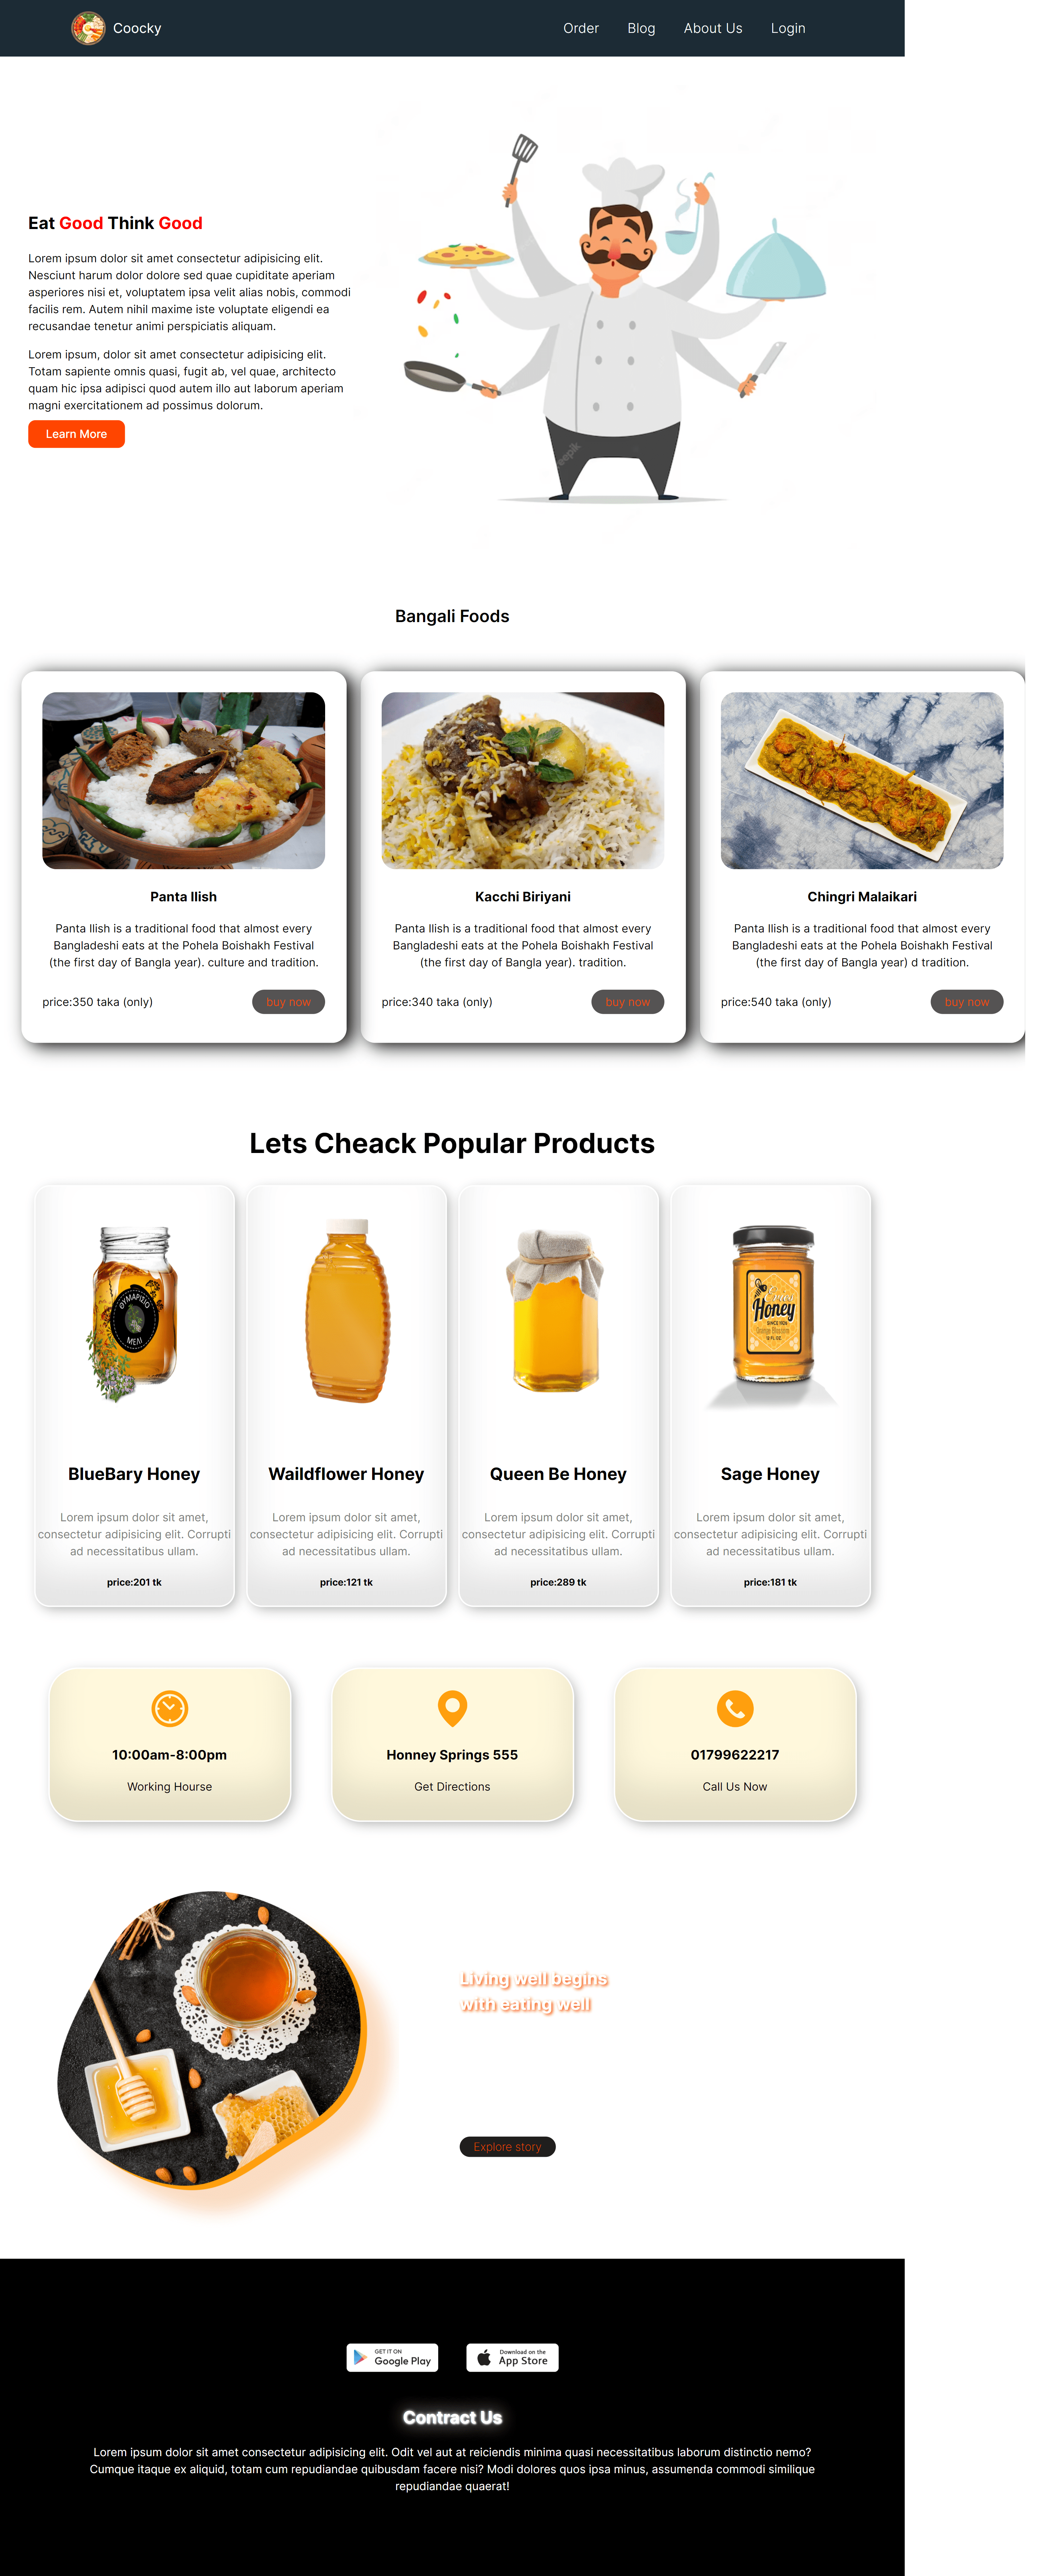 Coocky
Order
Blog
About Us
Login
Eat Good Think Good
Lorem ipsum dolor sit amet consectetur adipisicing elit.
Nesciunt harum dolor dolore sed quae cupiditate aperiam
asperiores nisi et, voluptatem ipsa velit alias nobis, commodi
facilis rem. Autem nihil maxime iste voluptate eligendi ea
recusandae tenetur animi perspiciatis aliquam.
Lorem ipsum, dolor sit amet consectetur adipisicing elit.
Totam sapiente omnis quasi, fugit ab, vel quae, architecto
quam hic ipsa adipisci quod autem illo aut laborum aperiam
magni exercitationem ad possimus dolorum.
Learn More
Bangali Foods
Panta Ilish
Panta Ilish is a traditional food that almost every
Bangladeshi eats at the Pohela Boishakh Festival
(the first day of Bangla year). culture and tradition.
price:350 taka (only)
buy now
Kacchi Biriyani
Panta Ilish is a traditional food that almost every
Bangladeshi eats at the Pohela Boishakh Festival
(the first day of Bangla year). tradition.
price:340 taka (only)
buy now
Chingri Malaikari
Panta Ilish is a traditional food that almost every
Bangladeshi eats at the Pohela Boishakh Festival
(the first day of Bangla year) d tradition.
price:540 taka (only)
buy now
Lets Cheack Popular Products
ΘΥΜΑΡΙΣΙΟ
ΜΕΛΙ
BlueBary Honey
Lorem ipsum dolor sit amet,
consectetur adipisicing elit. Corrupti
ad necessitatibus ullam.
price:201 tk
Waildflower Honey
Lorem ipsum dolor sit amet,
consectetur adipisicing elit. Corrupti
ad necessitatibus ullam.
price:121 tk
Queen Be Honey
Lorem ipsum dolor sit amet,
consectetur adipisicing elit. Corrupti
ad necessitatibus ullam.
price:289 tk
Honey
SINCE 1926
Orange Blossom
12 FL OZ.
Sage Honey
Lorem ipsum dolor sit amet,
consectetur adipisicing elit. Corrupti
ad necessitatibus ullam.
price:181 tk
10:00am-8:00pm
Working Hourse
Honney Springs 555
Get Directions
01799622217
Call Us Now
Living well begins
with eating well
Explore story
GET IT ON
Google Play
Download on the
App Store
Contract Us
Lorem ipsum dolor sit amet consectetur adipisicing elit. Odit vel aut at reiciendis minima quasi necessitatibus laborum distinctio nemo?
Cumque itaque ex aliquid, totam cum repudiandae quibusdam facere nisi? Modi dolores quos ipsa minus, assumenda commodi similique
repudiandae quaerat!